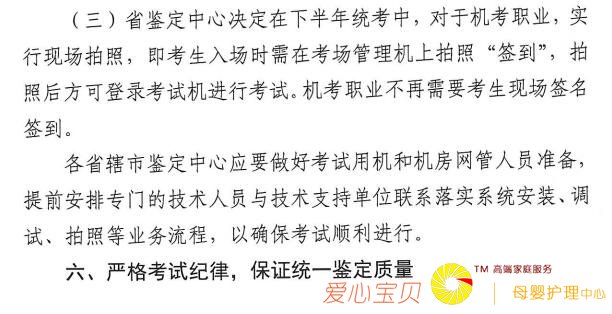 （三）省鉴定中心决定在下半年统考中，对于机考职业，实
行现场拍照，即考生入场时需在考场管理机上拍照“签到”，拍
照后方可登录考试机进行考试。机考职业不再需要考生现场签名
签到。
各省辖市鉴定中心应要做好考试用机和机房网管人员准备，
提前安排专门的技术人员与技术支持单位联系落实系统安装、调
试、拍照等业务流程，以确保考试顺利进行。
六、严格考试纪律，保证统一鉴定质量
TM 高端家庭服务
爱心宝贝 母婴护理中心